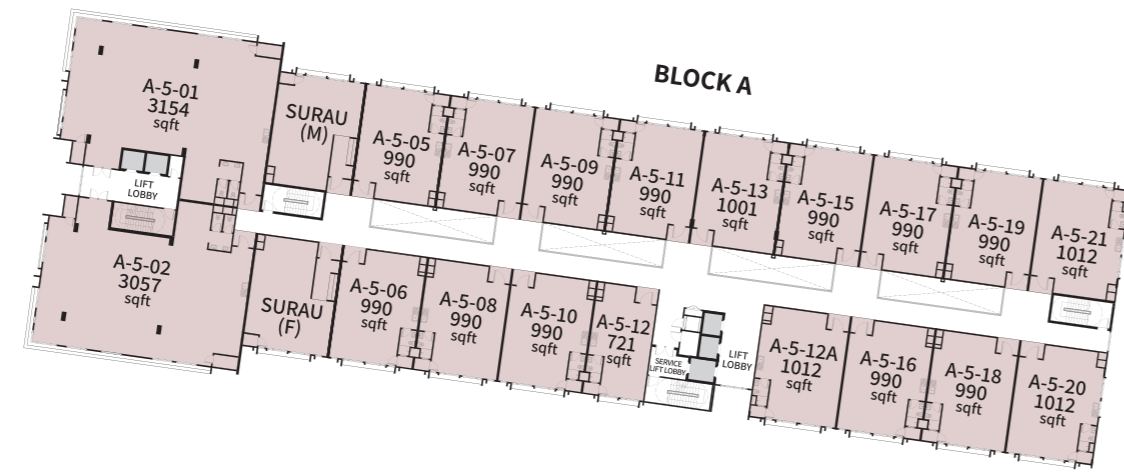 BLOCK A
A-5-01
3154
sqft
SURAU
(M)
A-5-05
990
sqft
A-5-07
990
sqft
A-5-09
990
sqft
A-5-11
990
sqft
A-5-13
1001
sqft
A-5-15
990
sqft
A-5-17
990
sqft
A-5-19
990
sqft
A-5-21
1012
sqft
LIFT
LOBBY
A-5-02
3057
sqft
SURAU
(F)
A-5-06
990
sqft
A-5-08
990
sqft
A-5-10
990
sqft
A-5-12
721
sqft
SERVICE
LIFT LOBBY
LIFT
LOBBY
A-5-12A
1012
sqft
A-5-16
990
sqft
A-5-18
990
sqft
A-5-20
1012
sqft